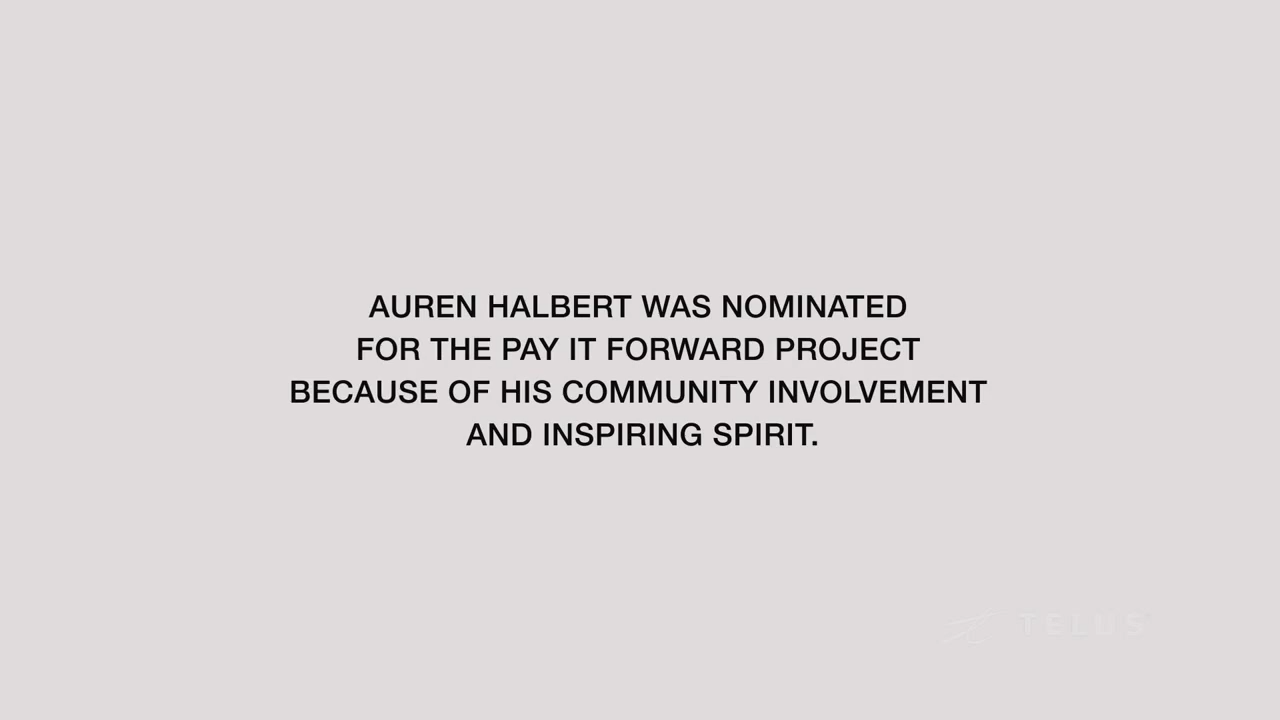 AUREN HALBERT WAS NOMINATED
FOR THE PAY IT FORWARD PROJECT
BECAUSE OF HIS COMMUNITY INVOLVEMENT
AND INSPIRING SPIRIT.
TELUS